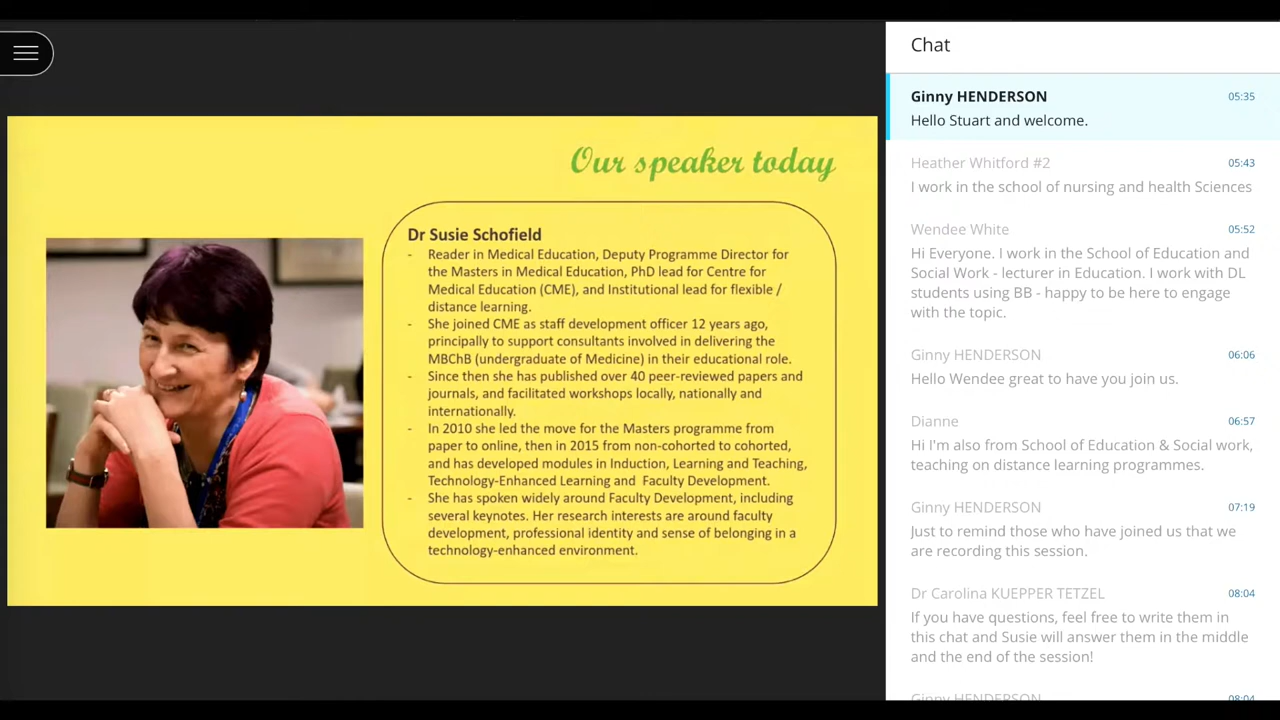 Chat
Our speaker today
Dr Susie Schofield
- Reader in Medical Education, Deputy Programme Director for
the Masters in Medical Education, PhD lead for Centre for
Medical Education (CME), and Institutional lead for flexible /
distance learning.
- She joined CME as staff development officer 12 years ago,
principally to support consultants involved in delivering the
MBChB (undergraduate of Medicine) in their educational role.
- Since then she has published over 40 peer-reviewed papers and
journals, and facilitated workshops locally, nationally and
internationally.
- In 2010 she led the move for the Masters programme from
paper to online, then in 2015 from non-cohorted to cohorted,
and has developed modules in Induction, Learning and Teaching,
Technology-Enhanced Learning and Faculty Development.
- She has spoken widely around Faculty Development, including
several keynotes. Her research interests are around faculty
development, professional identity and sense of belonging in a
technology-enhanced environment.
Ginny HENDERSON 05:35
Hello Stuart and welcome.
Heather Whitford #2 05:43
I work in the school of nursing and health Sciences
Wendee White 05:52
Hi Everyone. I work in the School of Education and
Social Work - lecturer in Education. I work with DL
students using BB - happy to be here to engage
with the topic.
Ginny HENDERSON 06:06
Hello Wendee great to have you join us.
Dianne 06:57
Hi I'm also from School of Education & Social work,
teaching on distance learning programmes.
Ginny HENDERSON 07:19
Just to remind those who have joined us that we
are recording this session.
Dr Carolina KUEPPER TETZEL 08:04
If you have questions, feel free to write them in
this chat and Susie will answer them in the middle
and the end of the session!
Ginny HENDERSON 08:04